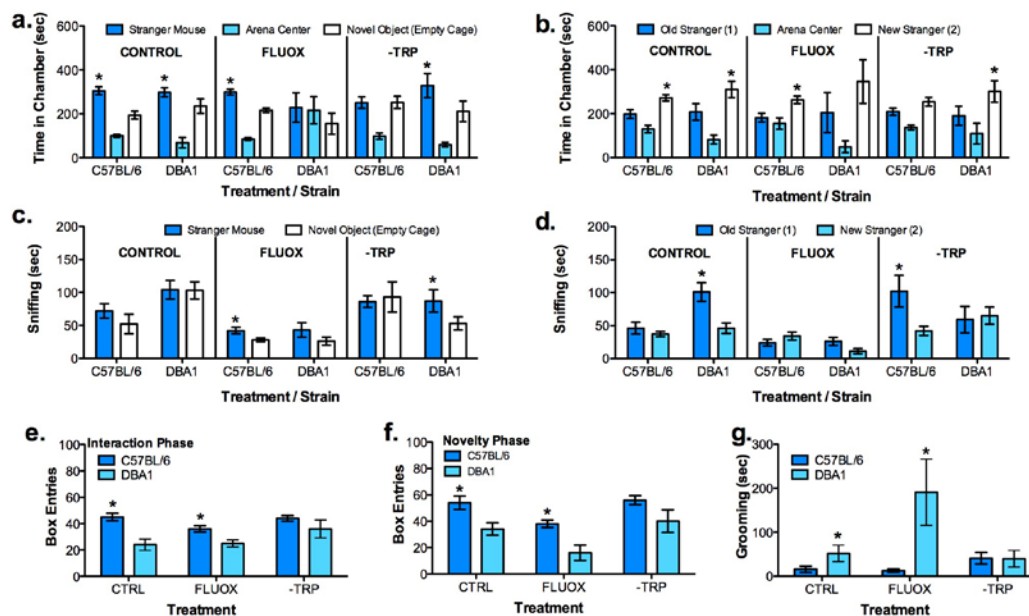 a.
Stranger Mouse Arena Center Novel Object (Empty Cage)
CONTROL FLUOX -TRP
Time in Chamber (sec)
600
400
200
0
* * * *
C57BL/6 DBA1 C57BL/6 DBA1 C57BL/6 DBA1
Treatment / Strain
b.
Old Stranger (1) Arena Center New Stranger (2)
CONTROL FLUOX -TRP
Time in Chamber (sec)
600
400
200
0
* * * *
C57BL/6 DBA1 C57BL/6 DBA1 C57BL/6 DBA1
Treatment / Strain
c.
Stranger Mouse Novel Object (Empty Cage)
CONTROL FLUOX -TRP
Sniffing (sec)
200
150
100
50
0
* *
C57BL/6 DBA1 C57BL/6 DBA1 C57BL/6 DBA1
Treatment / Strain
d.
Old Stranger (1) New Stranger (2)
CONTROL FLUOX -TRP
Sniffing (sec)
200
150
100
50
0
* *
C57BL/6 DBA1 C57BL/6 DBA1 C57BL/6 DBA1
Treatment / Strain
e.
Interaction Phase
C57BL/6
DBA1
Box Entries
100
80
60
40
20
0
* *
CTRL FLUOX -TRP
Treatment
f.
Novelty Phase
C57BL/6
DBA1
Box Entries
100
80
60
40
20
0
* *
CTRL FLUOX -TRP
Treatment
g.
C57BL/6
DBA1
Grooming (sec)
300
200
100
0
* *
CTRL FLUOX -TRP
Treatment